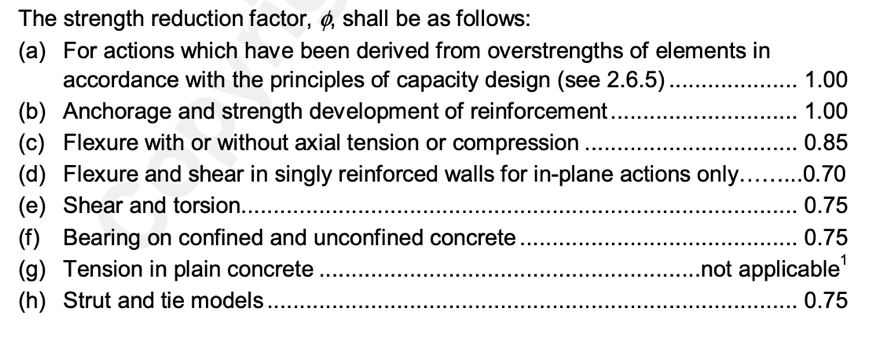 The strength reduction factor, ϕ, shall be as follows:
(a) For actions which have been derived from overstrengths of elements in
accordance with the principles of capacity design (see 2.6.5).................... 1.00
(b) Anchorage and strength development of reinforcement............................. 1.00
(c) Flexure with or without axial tension or compression ................................. 0.85
(d) Flexure and shear in singly reinforced walls for in-plane actions only.........0.70
(e) Shear and torsion...................................................................................... 0.75
(f) Bearing on confined and unconfined concrete........................................... 0.75
(g) Tension in plain concrete ...........................................................not applicable¹
(h) Strut and tie models.................................................................................. 0.75